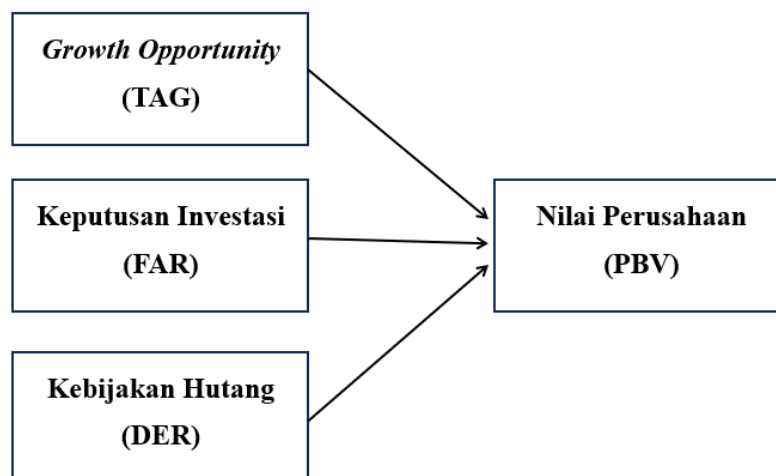 Growth Opportunity
(TAG)
Keputusan Investasi
(FAR)
Nilai Perusahaan
(PBV)
Kebijakan Hutang
(DER)